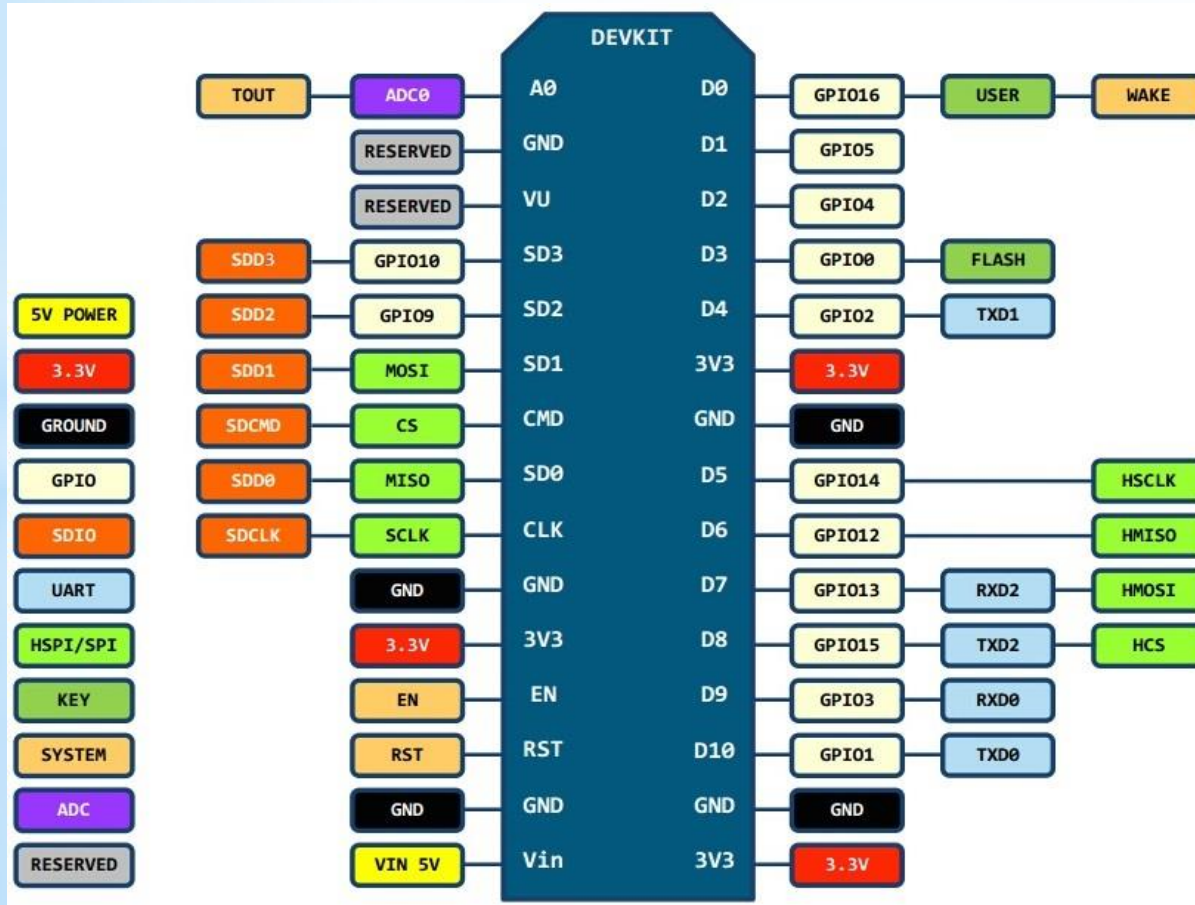 DEVKIT
TOUT ADC0 A0 D0 GPIO16 USER WAKE
RESERVED GND D1 GPIO5
RESERVED VU D2 GPIO4
SDD3 GPIO10 SD3 D3 GPIO0 FLASH
5V POWER SDD2 GPIO9 SD2 D4 GPIO2 TXD1
3.3V SDD1 MOSI SD1 3V3 3.3V
GROUND SDCMD CS CMD GND GND
GPIO SDD0 MISO SD0 D5 GPIO14 HSCLK
SDIO SDCLK SCLK CLK D6 GPIO12 HMISO
UART GND GND D7 GPIO13 RXD2 HMOSI
HSPI/SPI 3.3V 3V3 D8 GPIO15 TXD2 HCS
KEY EN EN D9 GPIO3 RXD0
SYSTEM RST RST D10 GPIO1 TXD0
ADC GND GND GND GND
RESERVED VIN 5V Vin 3V3 3.3V